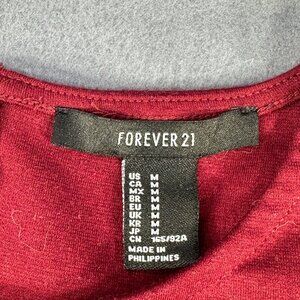 FOREVER 21
US M
CA M
MX M
BR M
EU M
UK M
KR M
JP M
CN 165/92A
MADE IN
PHILIPPINES